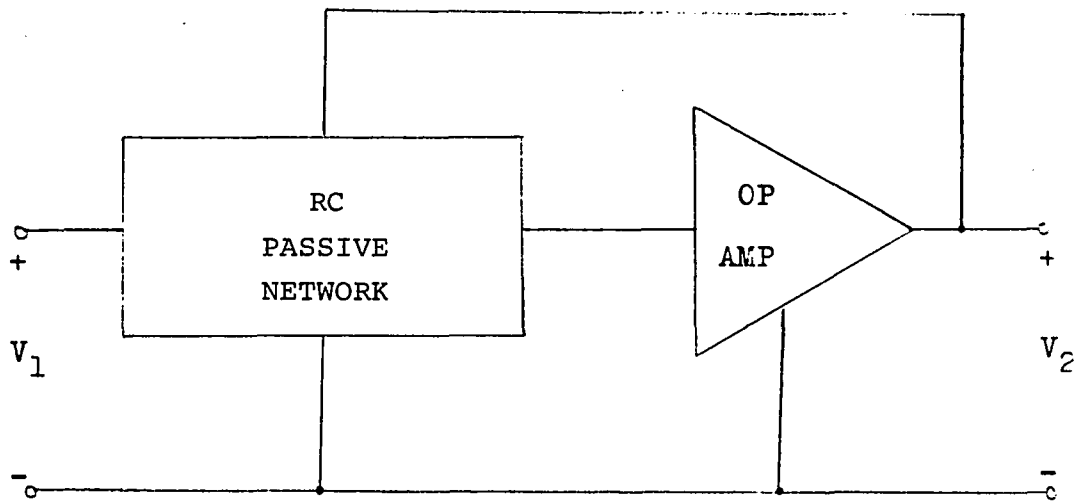 RC
PASSIVE
NETWORK
OP
AMP
+
+
V1
V2
-
-